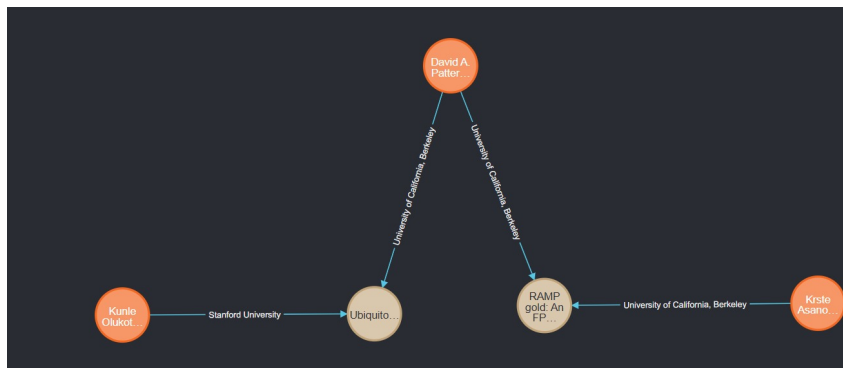 David A.
Patter...
University of California, Berkeley
University of California, Berkeley
Kunle
Olukot...
Stanford University
Ubiquito...
RAMP
gold: An
FP...
University of California, Berkeley
Krste
Asano...